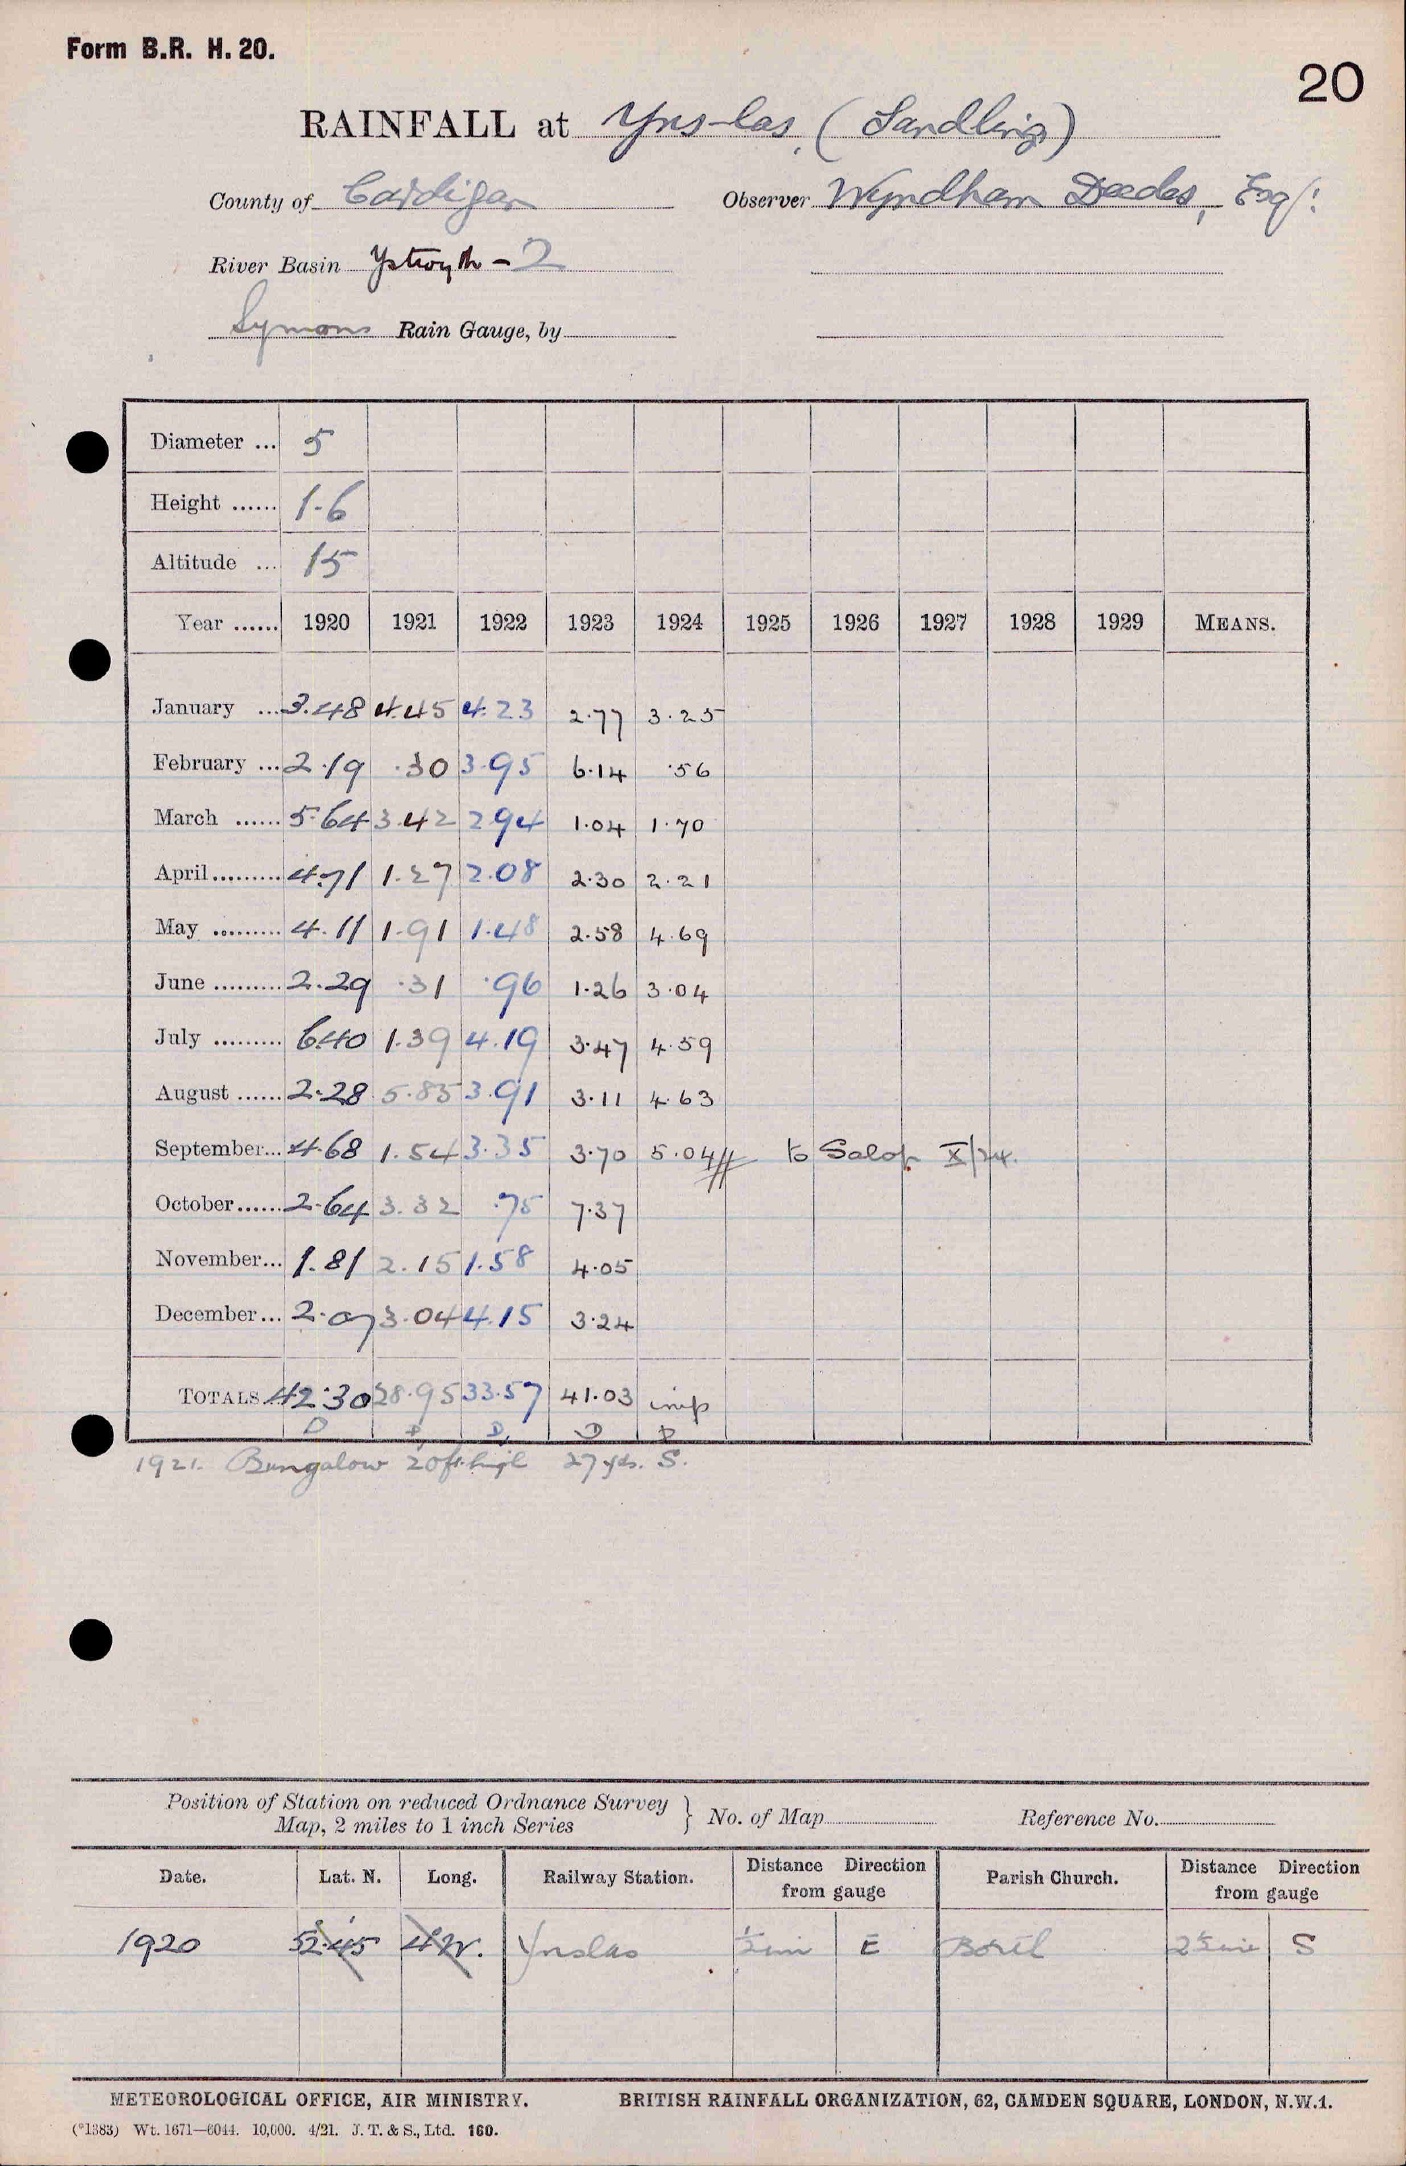 Form B.R. H. 20.
20
RAINFALL at Yns-las, (Sandling)
County of Cardigan Observer Wyndham Deedes, Esq:
River Basin Ystwyth - 2
Symons Rain Gauge, by
Diameter ... 5
Height ...... 1-6
Altitude ... 15
Year ...... 1920 1921 1922 1923 1924 1925 1926 1927 1928 1929 MEANS.
January ... 3.48 4.45 4.23 2.77 3.25
February ... 2.19 .30 3.95 6.14 .56
March ...... 5.64 3.42 2.94 1.04 1.70
April ......... 4.71 1.27 2.08 2.30 2.21
May ......... 4.11 1.91 1.48 2.58 4.69
June ......... 2.29 .31 .96 1.26 3.04
July ......... 6.40 1.39 4.19 3.47 4.59
August ...... 2.28 5.85 3.91 3.11 4.63
September... 4.68 1.54 3.35 3.70 5.04 to Salop X/24.
October...... 2.64 3.32 .75 7.37
November... 1.81 2.15 1.58 4.05
December... 2.07 3.04 4.15 3.24
TOTALS 42.30 28.95 33.57 41.03 imp
D D D, D D
1921. Bungalow 20ft high 27 yds. S.
Position of Station on reduced Ordnance Survey
Map, 2 miles to 1 inch Series } No. of Map Reference No.
Date. Lat. N. Long. Railway Station. Distance Direction from gauge Parish Church. Distance Direction from gauge
1920 52°45' 4°W. Ynslas ½ mi E Borth 2½ mi S
METEOROLOGICAL OFFICE, AIR MINISTRY. BRITISH RAINFALL ORGANIZATION, 62, CAMDEN SQUARE, LONDON, N.W.1.
(*1383) Wt. 1671—6044. 10,000. 4/21. J. T. & S., Ltd. 160.